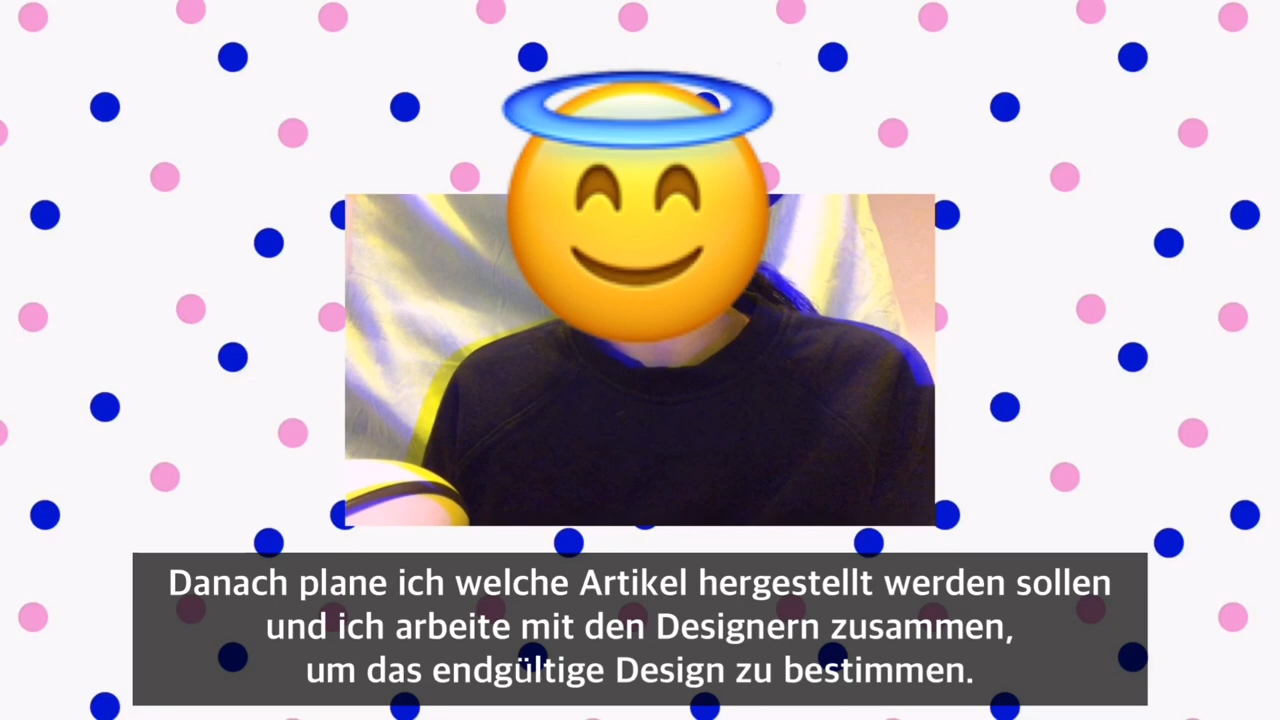 Danach plane ich welche Artikel hergestellt werden sollen
und ich arbeite mit den Designern zusammen,
um das endgültige Design zu bestimmen.